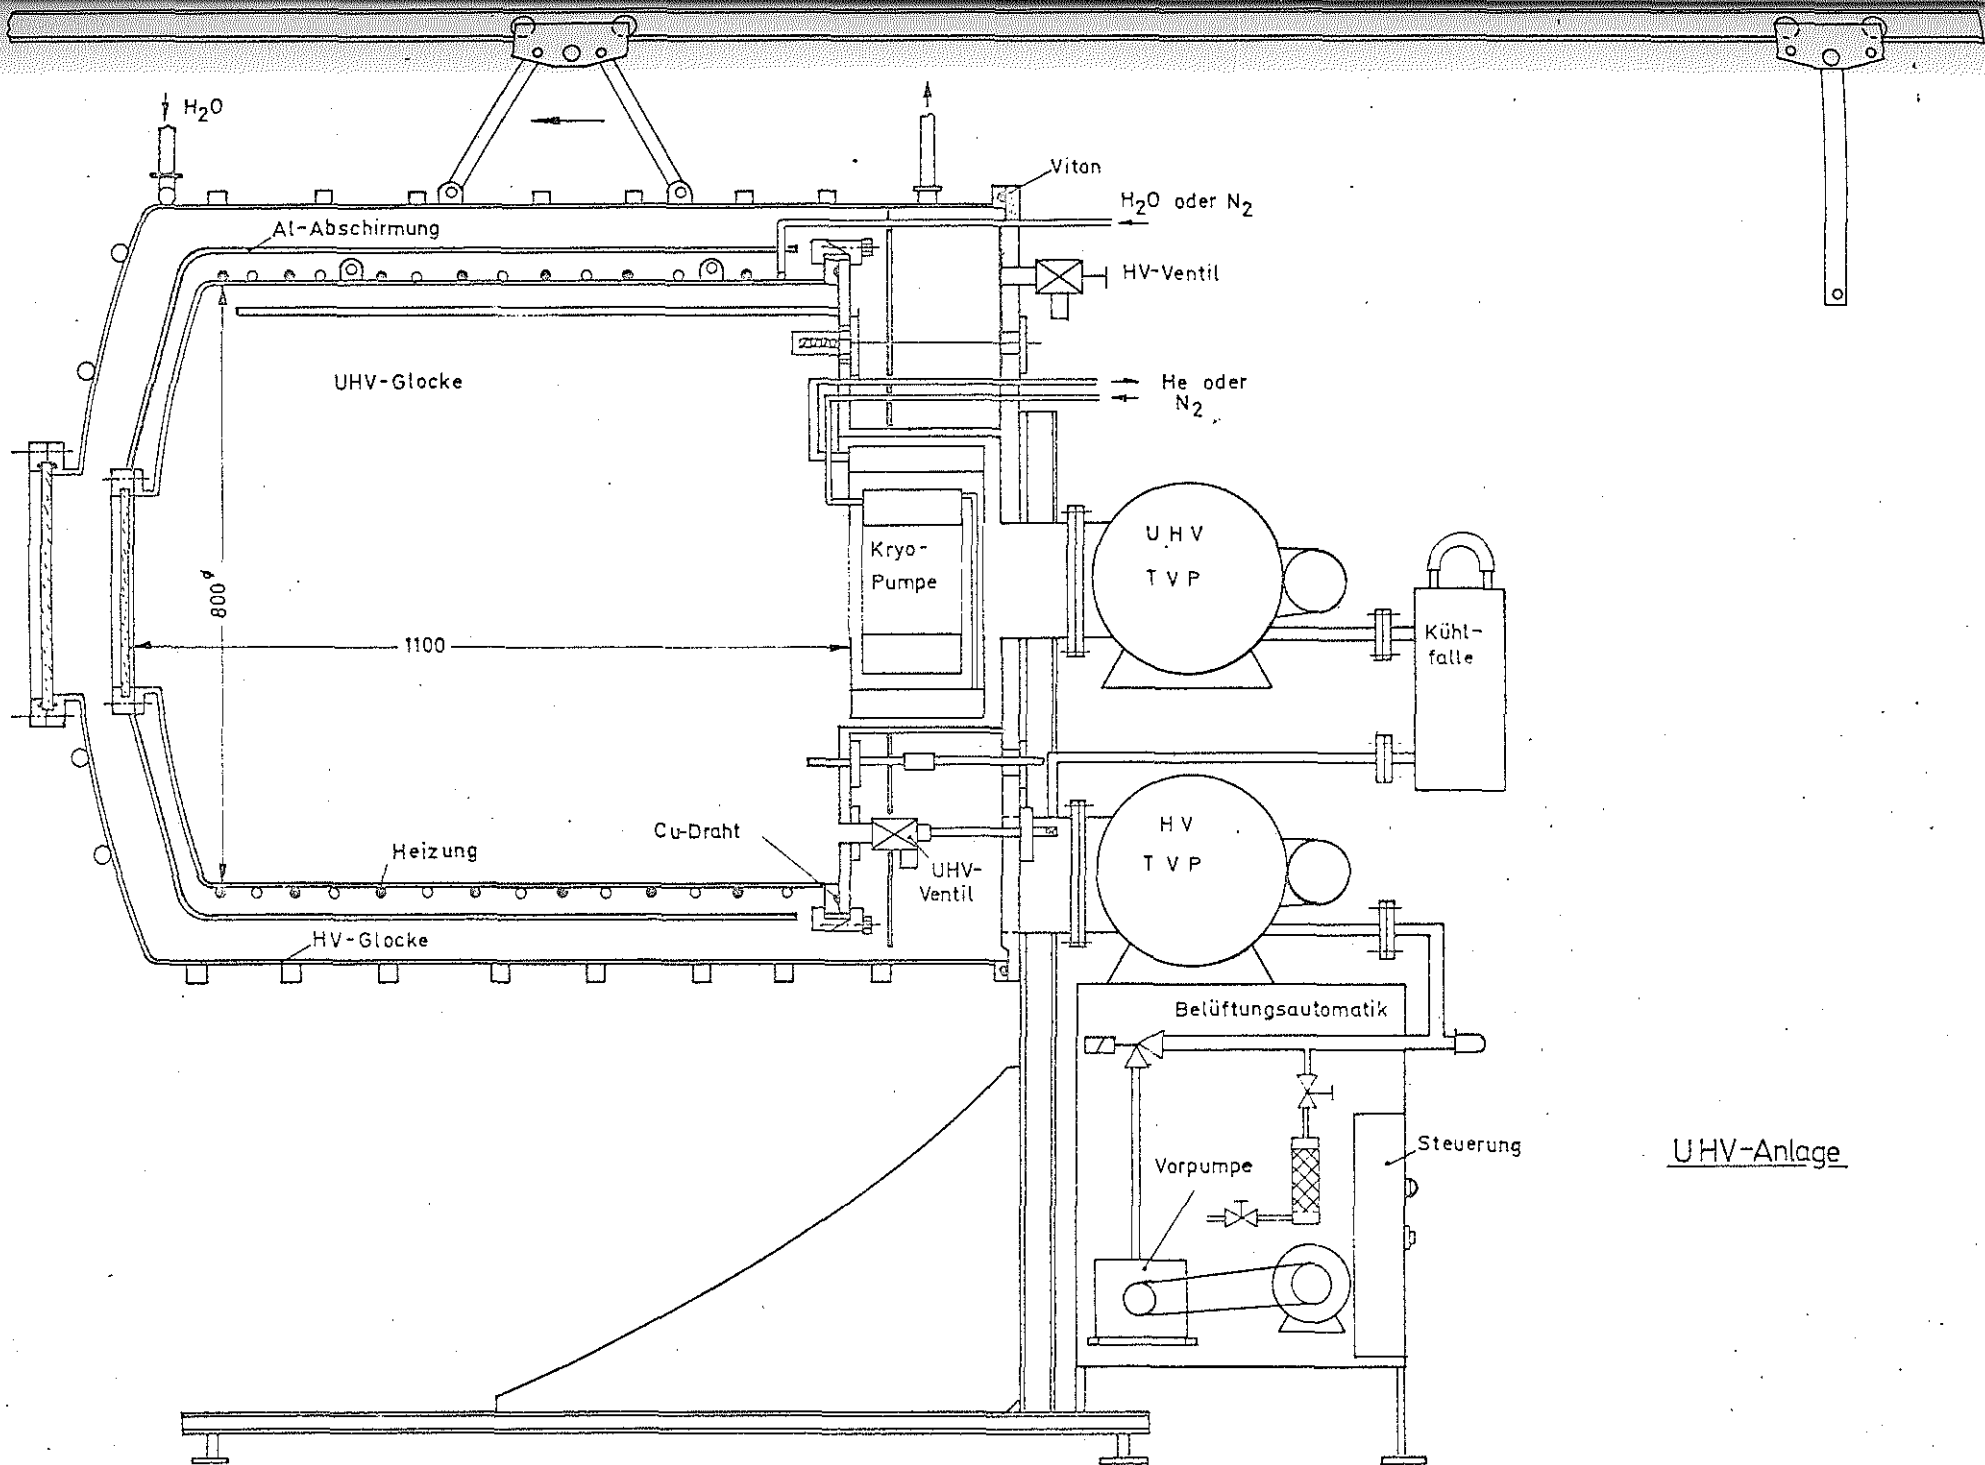 H2O
Viton
H2O oder N2
Al-Abschirmung
HV-Ventil
UHV-Glocke
He oder
N2
UHV
TVP
Kryo-
Pumpe
800ø
Kühl-
falle
1100
HV
TVP
Cu-Draht
Heizung
UHV-
Ventil
HV-Glocke
Belüftungsautomatik
Steuerung
UHV-Anlage
Vorpumpe